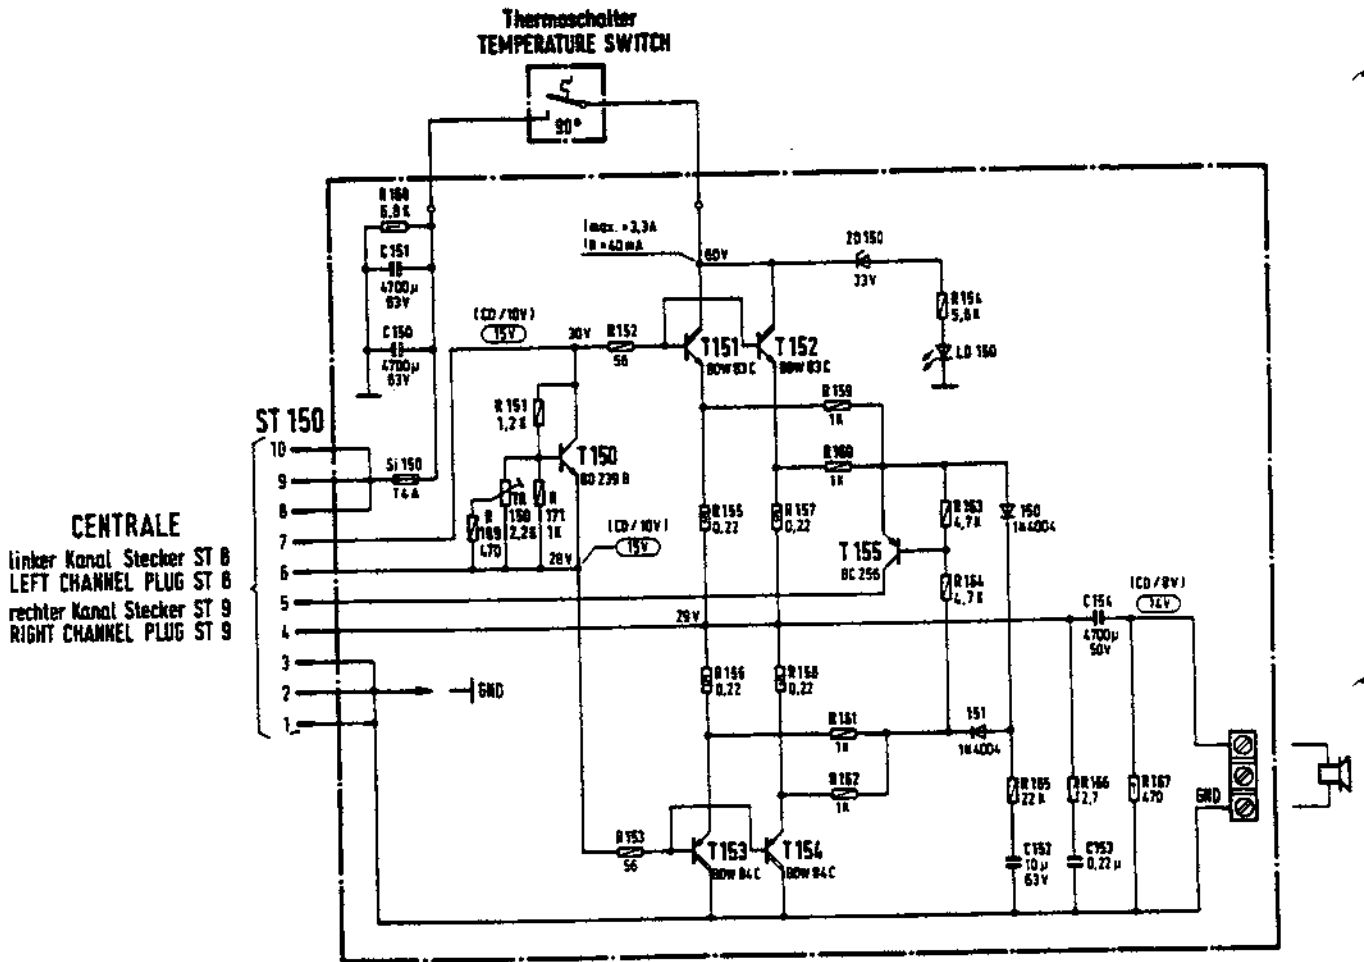 Thermoschalter
TEMPERATURE SWITCH
90°
R 160
6,8 K
C 151
4700µ
63V
C 150
4700µ
63V
I max. = 3,3A
IR = 40mA
60V
ZD 150
33V
R 154
5,6 K
LD 150
(CD / 10V)
15V
30V
R 152
56
T 151
BDW 83 C
T 152
BDW 83 C
R 151
1,2 K
T 150
BD 239 B
R 159
1K
R 160
1K
ST 150
10
9
8
7
6
5
4
3
2
1
Si 150
T 4 A
R
169
470
TR
150
2,2 K
R
171
1K
(CD / 10V)
15V
28V
R 155
0,22
R 157
0,22
R 163
4,7 K
150
1N 4004
T 155
BC 256
R 164
4,7 K
CENTRALE
linker Kanal Stecker ST 8
LEFT CHANNEL PLUG ST 8
rechter Kanal Stecker ST 9
RIGHT CHANNEL PLUG ST 9
29V
C 154
4700µ
50V
(CD / 8V)
14V
GND
R 156
0,22
R 158
0,22
R 161
1K
151
1N 4004
R 162
1K
R 165
22 K
R 166
2,7
R 167
470
GND
R 153
56
T 153
BDW 84 C
T 154
BDW 84 C
C 152
10µ
63V
C 153
0,22 µ